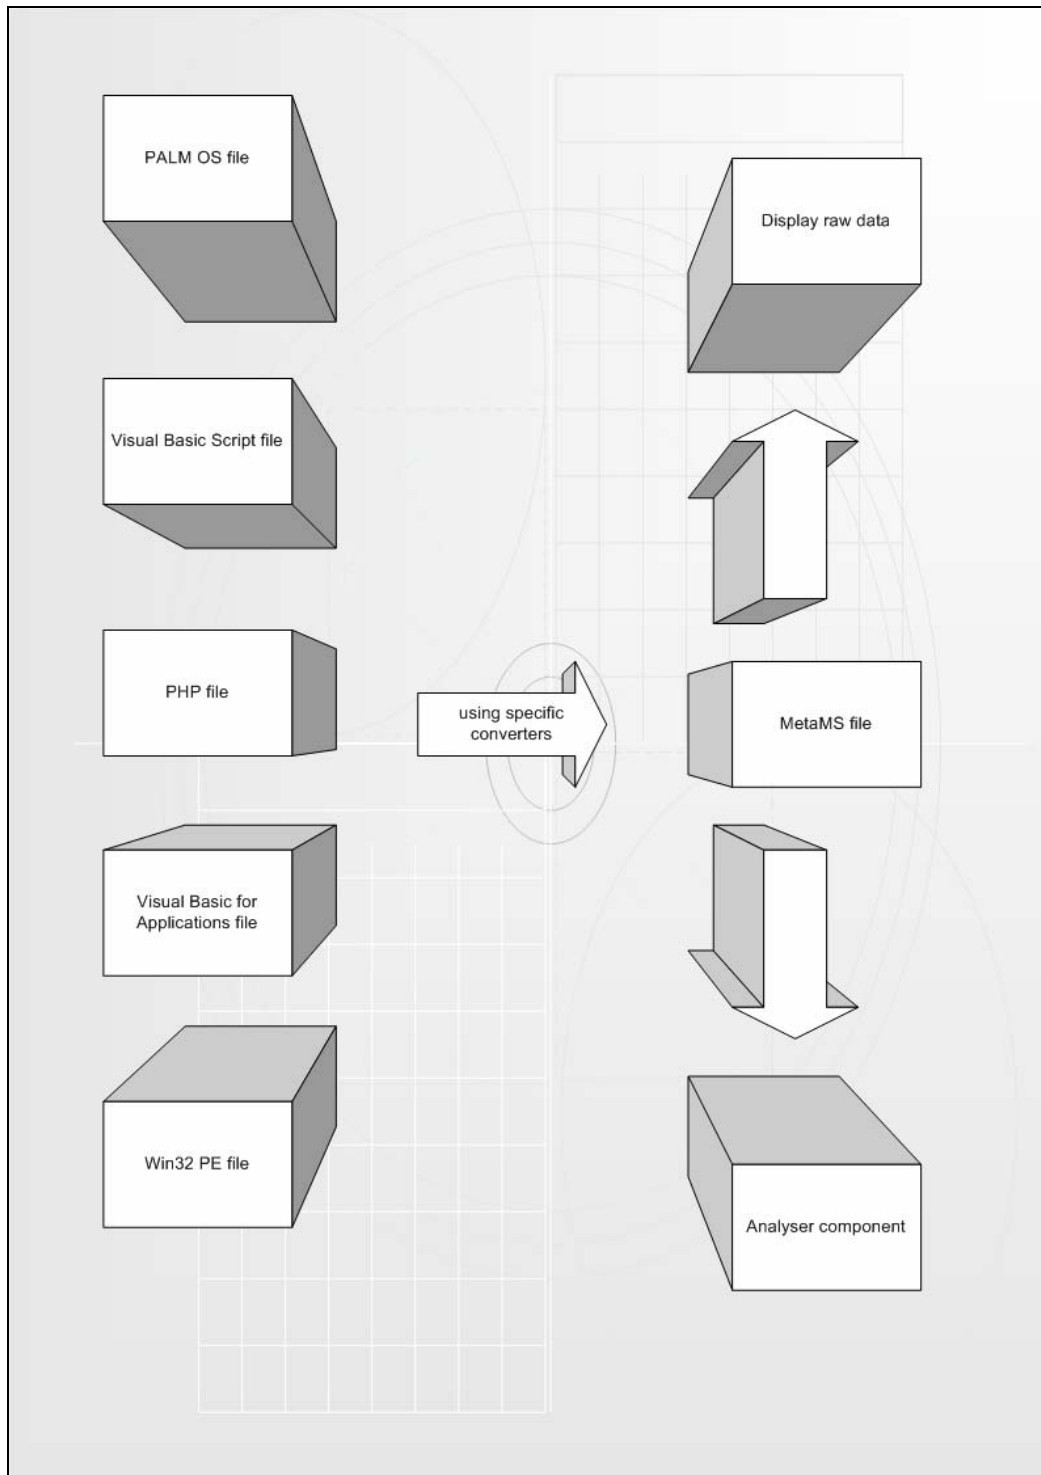 PALM OS file
Visual Basic Script file
PHP file
Visual Basic for
Applications file
Win32 PE file
using specific
converters
Display raw data
MetaMS file
Analyser component